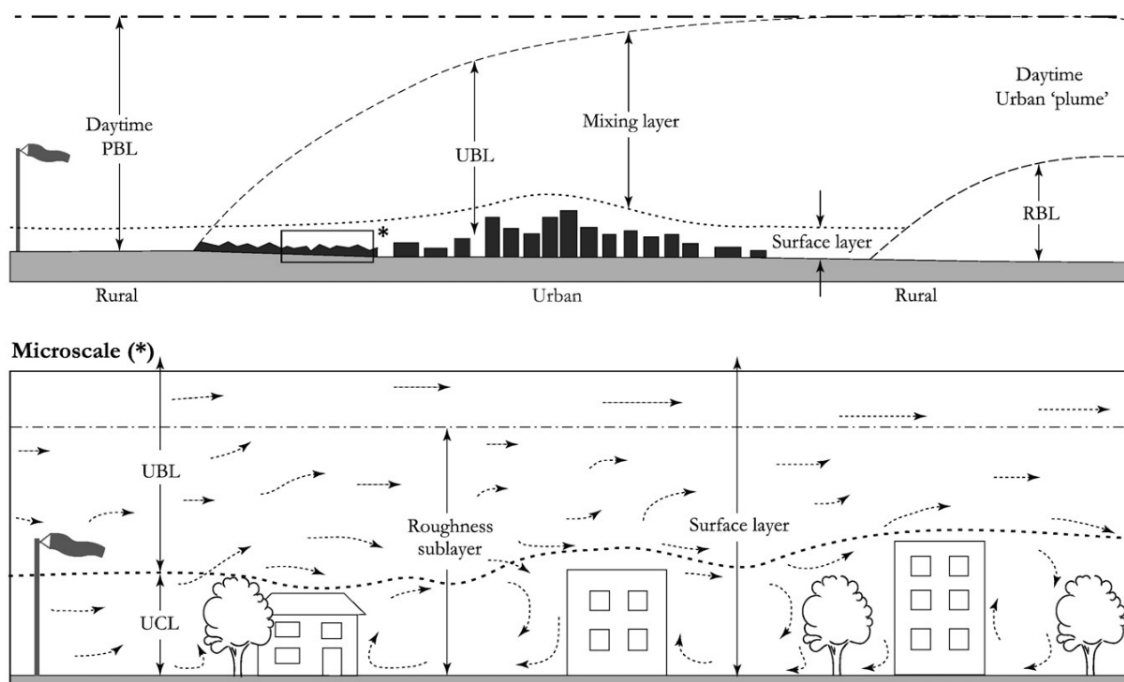 Daytime
PBL
UBL
Mixing layer
Daytime
Urban ‘plume’
RBL
*
Surface layer
Rural
Urban
Rural
Microscale (*)
UBL
Roughness
sublayer
Surface layer
UCL